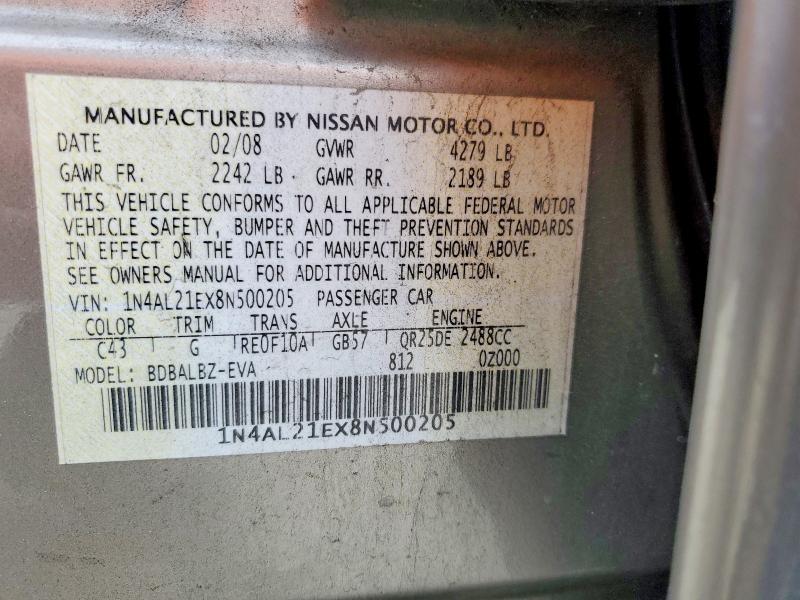 MANUFACTURED BY NISSAN MOTOR CO., LTD.
DATE 02/08 GVWR 4279 LB
GAWR FR. 2242 LB GAWR RR. 2189 LB
THIS VEHICLE CONFORMS TO ALL APPLICABLE FEDERAL MOTOR
VEHICLE SAFETY, BUMPER AND THEFT PREVENTION STANDARDS
IN EFFECT ON THE DATE OF MANUFACTURE SHOWN ABOVE.
SEE OWNERS MANUAL FOR ADDITIONAL INFORMATION.
VIN: 1N4AL21EX8N500205 PASSENGER CAR
COLOR TRIM TRANS AXLE ENGINE
C43 G RE0F10A GB57 QR25DE 2488CC
MODEL: BDBALBZ-EVA 812 0Z000
1N4AL21EX8N500205